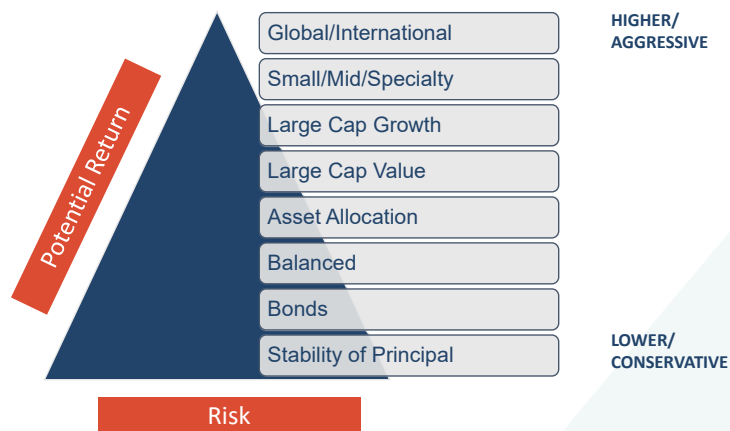 Global/International
HIGHER/
AGGRESSIVE
Small/Mid/Specialty
Large Cap Growth
Potential Return
Large Cap Value
Asset Allocation
Balanced
Bonds
Stability of Principal
LOWER/
CONSERVATIVE
Risk